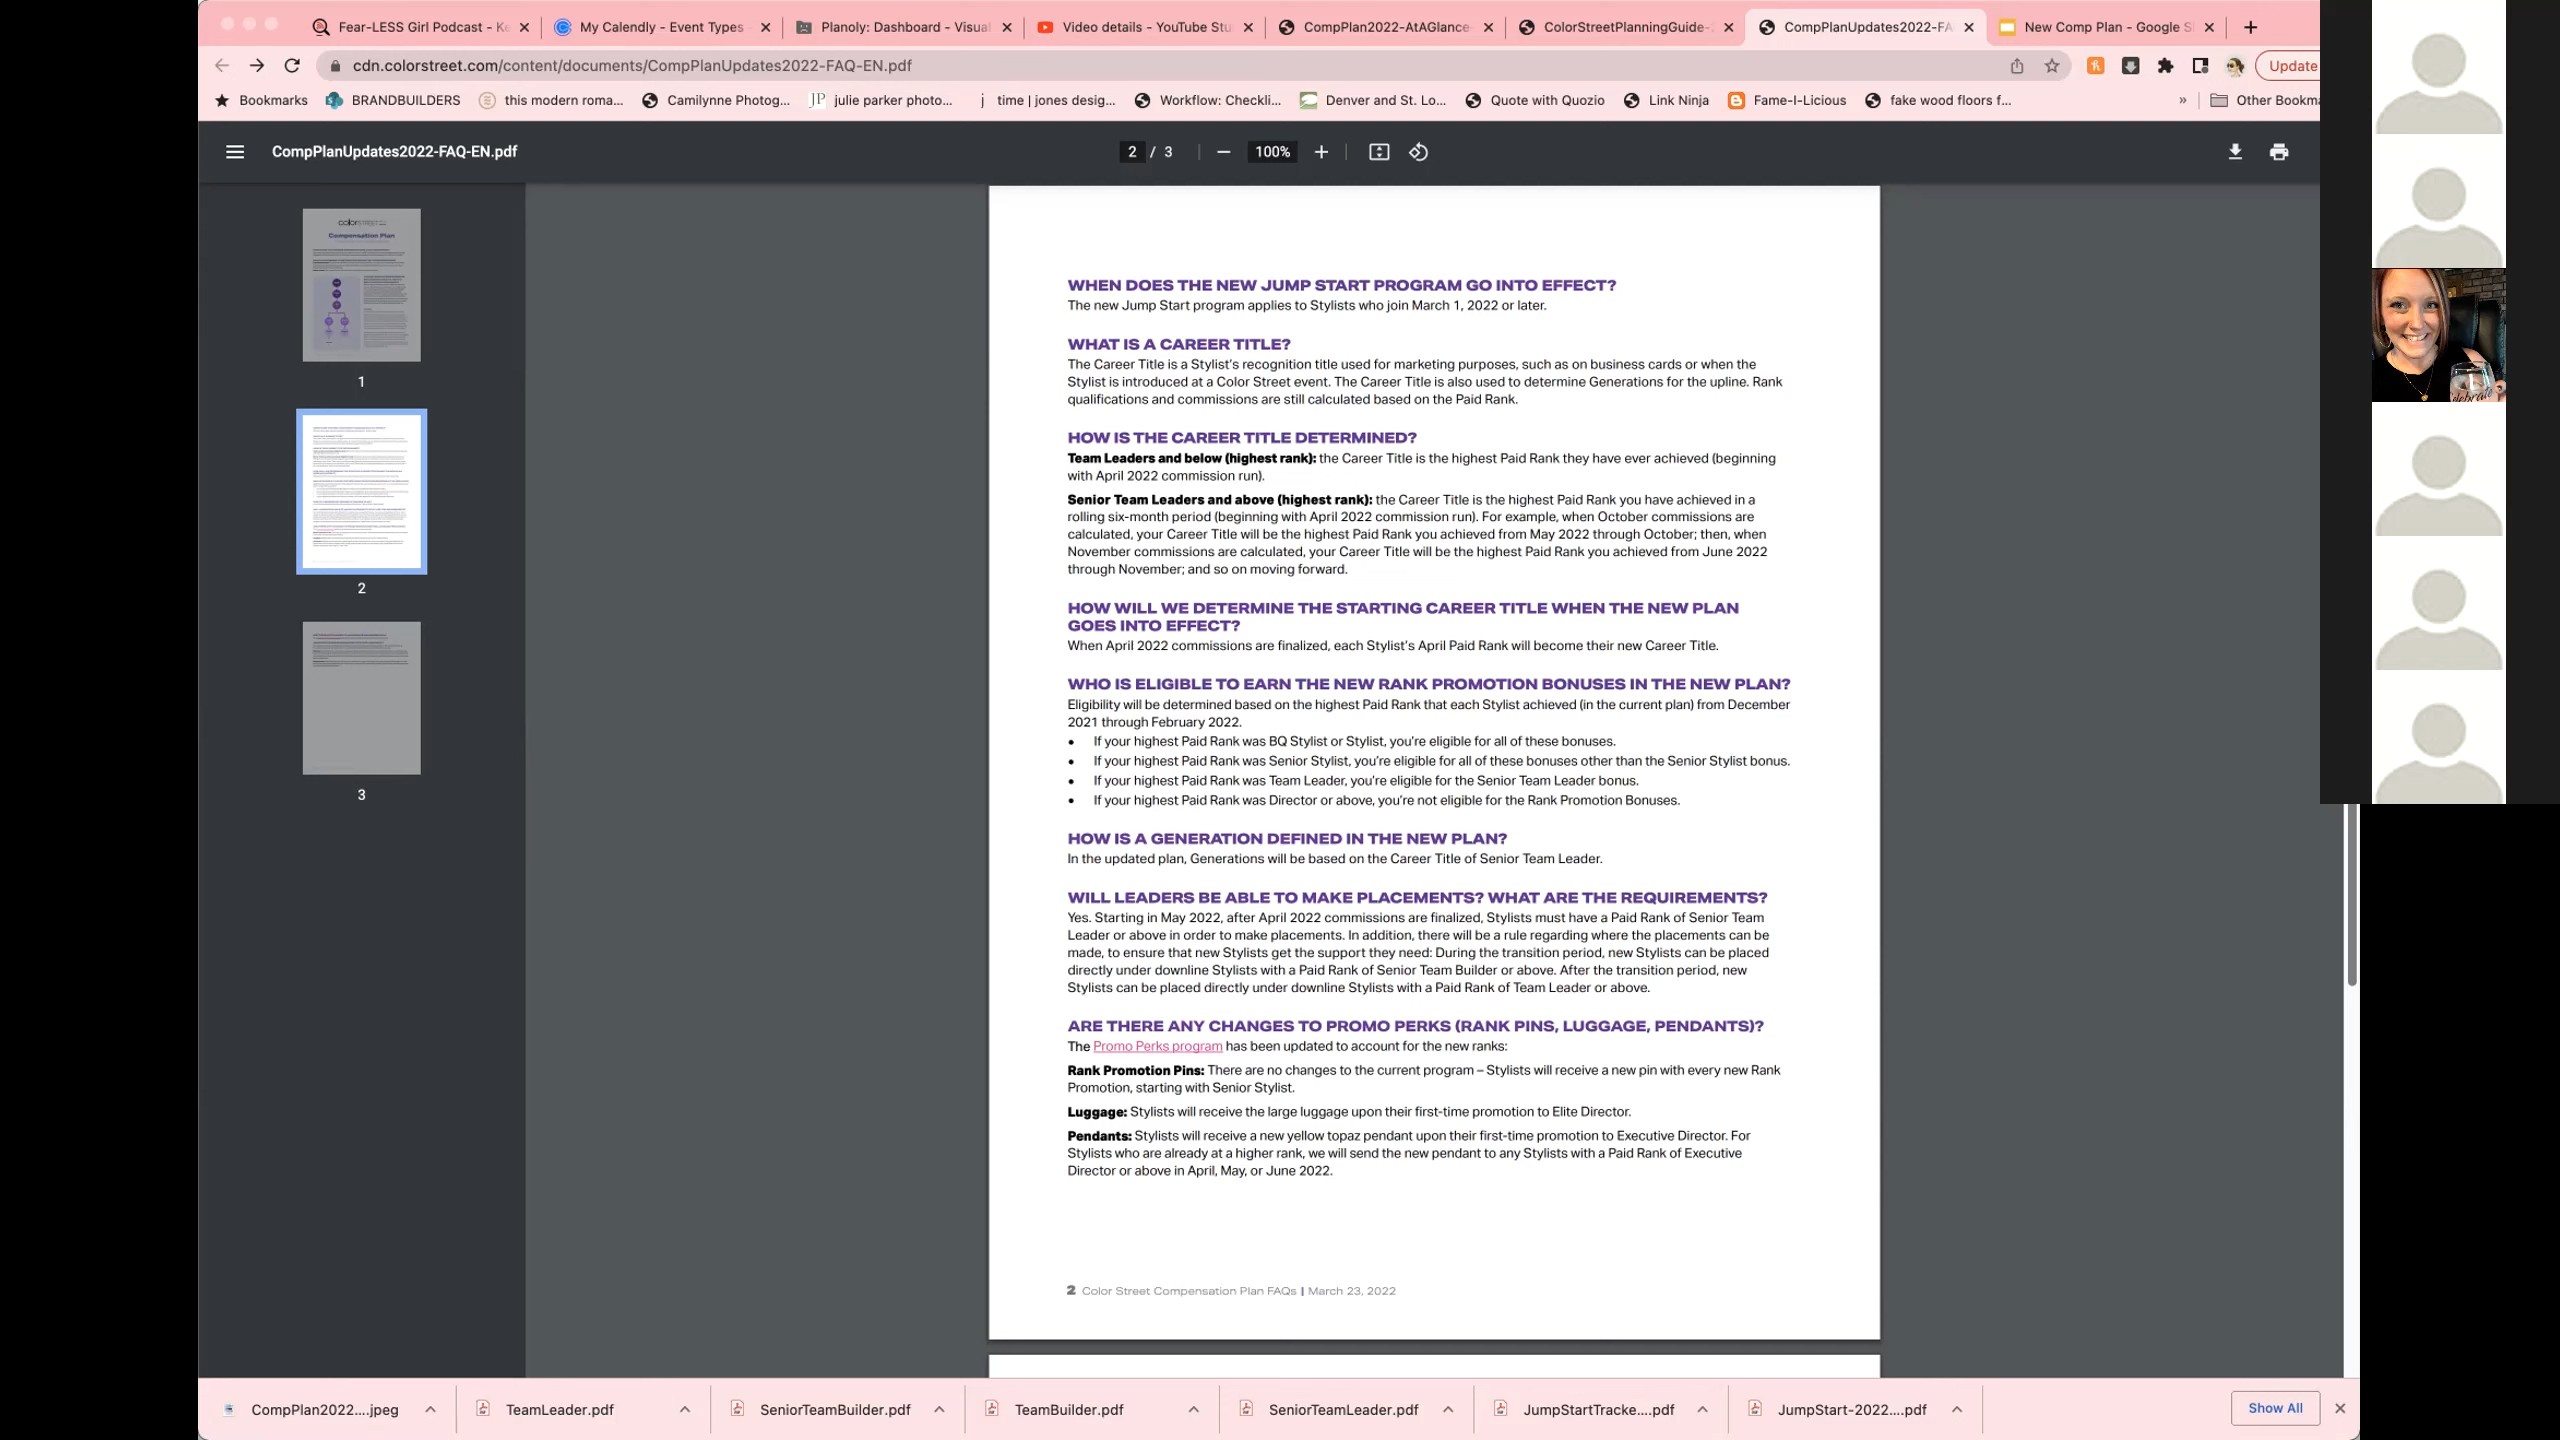 Fear-LESS Girl Podcast - Ke
My Calendly - Event Types -
Planoly: Dashboard - Visual
Video details - YouTube Stu
CompPlan2022-AtAGlance-
ColorStreetPlanningGuide-2
CompPlanUpdates2022-FA
New Comp Plan - Google S
cdn.colorstreet.com/content/documents/CompPlanUpdates2022-FAQ-EN.pdf
Update
Bookmarks
BRANDBUILDERS
this modern roma...
Camilynne Photog...
JP julie parker photo...
j time | jones desig...
Workflow: Checkli...
Denver and St. Lo...
Quote with Quozio
Link Ninja
Fame-I-Licious
fake wood floors f...
»
Other Bookma
CompPlanUpdates2022-FAQ-EN.pdf
2 / 3
100%
colorSTREET
Compensation Plan
1
2
3
WHEN DOES THE NEW JUMP START PROGRAM GO INTO EFFECT?
The new Jump Start program applies to Stylists who join March 1, 2022 or later.
WHAT IS A CAREER TITLE?
The Career Title is a Stylist's recognition title used for marketing purposes, such as on business cards or when the
Stylist is introduced at a Color Street event. The Career Title is also used to determine Generations for the upline. Rank
qualifications and commissions are still calculated based on the Paid Rank.
HOW IS THE CAREER TITLE DETERMINED?
Team Leaders and below (highest rank): the Career Title is the highest Paid Rank they have ever achieved (beginning
with April 2022 commission run).
Senior Team Leaders and above (highest rank): the Career Title is the highest Paid Rank you have achieved in a
rolling six-month period (beginning with April 2022 commission run). For example, when October commissions are
calculated, your Career Title will be the highest Paid Rank you achieved from May 2022 through October; then, when
November commissions are calculated, your Career Title will be the highest Paid Rank you achieved from June 2022
through November; and so on moving forward.
HOW WILL WE DETERMINE THE STARTING CAREER TITLE WHEN THE NEW PLAN
GOES INTO EFFECT?
When April 2022 commissions are finalized, each Stylist's April Paid Rank will become their new Career Title.
WHO IS ELIGIBLE TO EARN THE NEW RANK PROMOTION BONUSES IN THE NEW PLAN?
Eligibility will be determined based on the highest Paid Rank that each Stylist achieved (in the current plan) from December
2021 through February 2022.
• If your highest Paid Rank was BQ Stylist or Stylist, you're eligible for all of these bonuses.
• If your highest Paid Rank was Senior Stylist, you're eligible for all of these bonuses other than the Senior Stylist bonus.
• If your highest Paid Rank was Team Leader, you're eligible for the Senior Team Leader bonus.
• If your highest Paid Rank was Director or above, you're not eligible for the Rank Promotion Bonuses.
HOW IS A GENERATION DEFINED IN THE NEW PLAN?
In the updated plan, Generations will be based on the Career Title of Senior Team Leader.
WILL LEADERS BE ABLE TO MAKE PLACEMENTS? WHAT ARE THE REQUIREMENTS?
Yes. Starting in May 2022, after April 2022 commissions are finalized, Stylists must have a Paid Rank of Senior Team
Leader or above in order to make placements. In addition, there will be a rule regarding where the placements can be
made, to ensure that new Stylists get the support they need: During the transition period, new Stylists can be placed
directly under downline Stylists with a Paid Rank of Senior Team Builder or above. After the transition period, new
Stylists can be placed directly under downline Stylists with a Paid Rank of Team Leader or above.
ARE THERE ANY CHANGES TO PROMO PERKS (RANK PINS, LUGGAGE, PENDANTS)?
The Promo Perks program has been updated to account for the new ranks:
Rank Promotion Pins: There are no changes to the current program – Stylists will receive a new pin with every new Rank
Promotion, starting with Senior Stylist.
Luggage: Stylists will receive the large luggage upon their first-time promotion to Elite Director.
Pendants: Stylists will receive a new yellow topaz pendant upon their first-time promotion to Executive Director. For
Stylists who are already at a higher rank, we will send the new pendant to any Stylists with a Paid Rank of Executive
Director or above in April, May, or June 2022.
2 Color Street Compensation Plan FAQs | March 23, 2022
CompPlan2022....jpeg
TeamLeader.pdf
SeniorTeamBuilder.pdf
TeamBuilder.pdf
SeniorTeamLeader.pdf
JumpStartTracke....pdf
JumpStart-2022....pdf
Show All